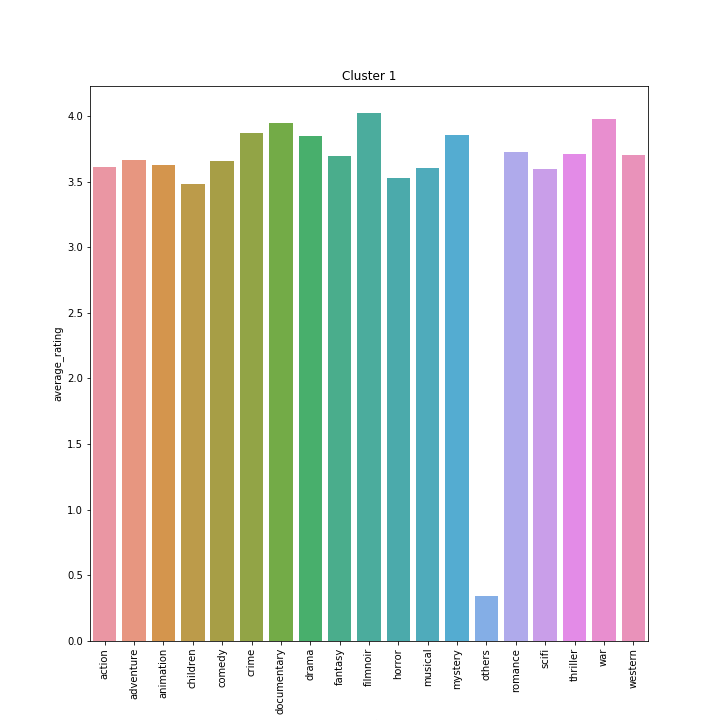 Cluster 1
average_rating
4.0
3.5
3.0
2.5
2.0
1.5
1.0
0.5
0.0
action
adventure
animation
children
comedy
crime
documentary
drama
fantasy
filmnoir
horror
musical
mystery
others
romance
scifi
thriller
war
western